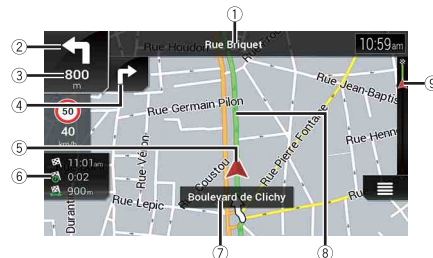 ①
② Rue Houdon Rue Briquet 10:59am
③ 800
m
④
⑨
Rue Jean-Baptis
50
Rue Germain Pilon
40
km/h
Rue Véron
Rue Pierre Fontaine
Rue Henn
⑤
11:01am
⑥ 0:02
900m
Coustou
Boulevard de Clichy
Rue Lepic
Durant
Ru
⑦ ⑧